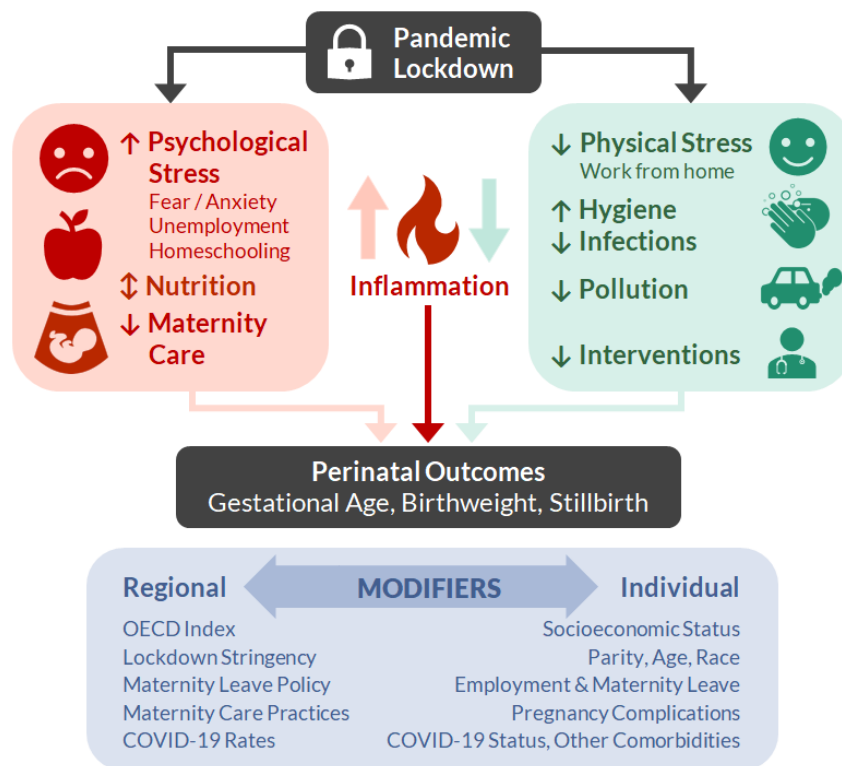 Pandemic
Lockdown
↑ Psychological
Stress
Fear / Anxiety
Unemployment
Homeschooling
↕ Nutrition
↓ Maternity
Care
Inflammation
↓ Physical Stress
Work from home
↑ Hygiene
↓ Infections
↓ Pollution
↓ Interventions
Perinatal Outcomes
Gestational Age, Birthweight, Stillbirth
MODIFIERS
Regional
OECD Index
Lockdown Stringency
Maternity Leave Policy
Maternity Care Practices
COVID-19 Rates
Individual
Socioeconomic Status
Parity, Age, Race
Employment & Maternity Leave
Pregnancy Complications
COVID-19 Status, Other Comorbidities